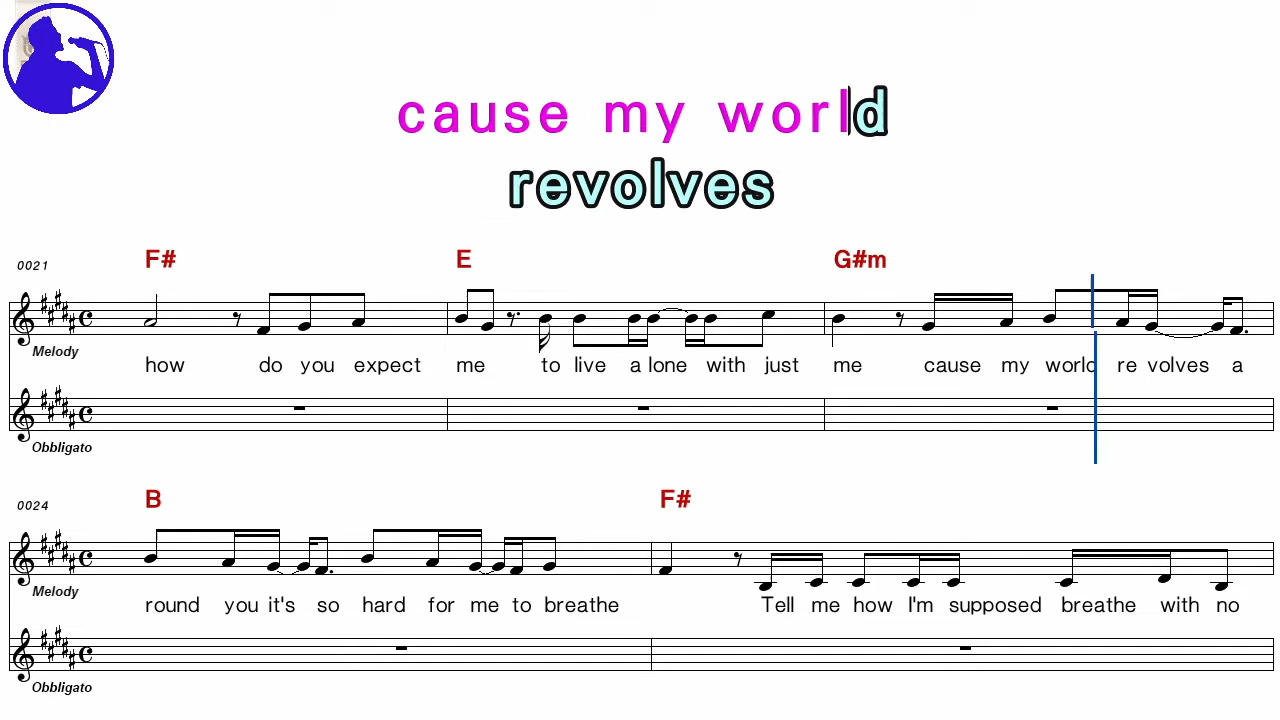 cause my world
revolves
F# E G#m
0021
Melody
how do you expect me to live a lone with just me cause my world re volves a
Obbligato
B F#
0024
Melody
round you it's so hard for me to breathe Tell me how I'm supposed breathe with no
Obbligato